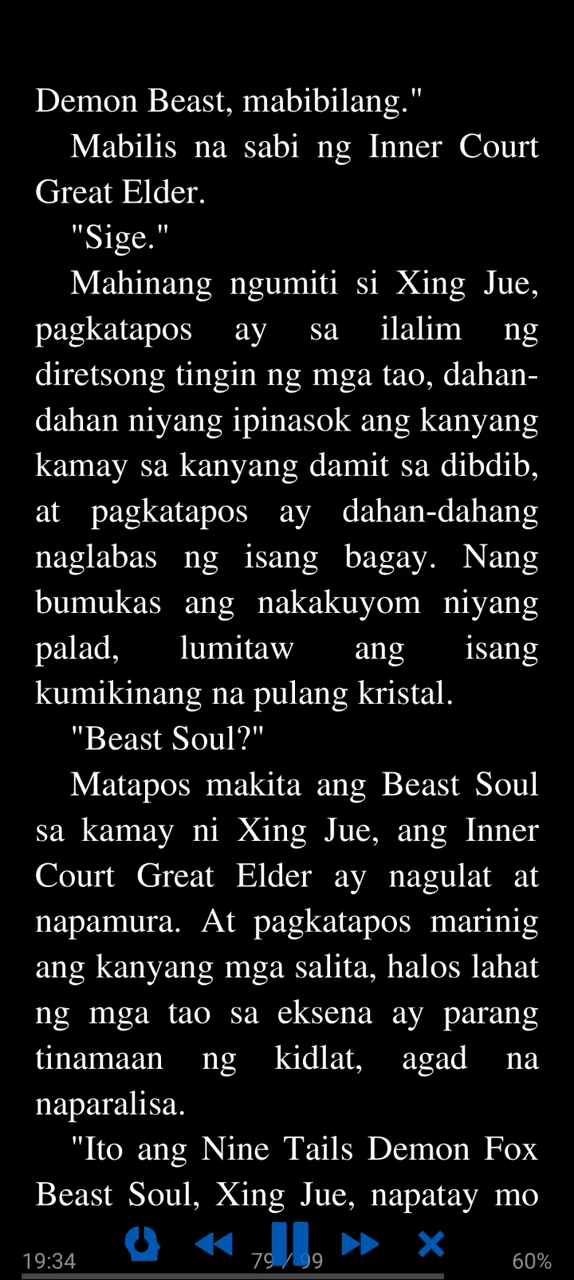 Demon Beast, mabibilang."
Mabilis na sabi ng Inner Court
Great Elder.
"Sige."
Mahinang ngumiti si Xing Jue,
pagkatapos ay sa ilalim ng
diretsong tingin ng mga tao, dahan-
dahan niyang ipinasok ang kanyang
kamay sa kanyang damit sa dibdib,
at pagkatapos ay dahan-dahang
naglabas ng isang bagay. Nang
bumukas ang nakakuyom niyang
palad, lumitaw ang isang
kumikinang na pulang kristal.
"Beast Soul?"
Matapos makita ang Beast Soul
sa kamay ni Xing Jue, ang Inner
Court Great Elder ay nagulat at
napamura. At pagkatapos marinig
ang kanyang mga salita, halos lahat
ng mga tao sa eksena ay parang
tinamaan ng kidlat, agad na
naparalisa.
"Ito ang Nine Tails Demon Fox
Beast Soul, Xing Jue, napatay mo
19:34 79 / 99 60%